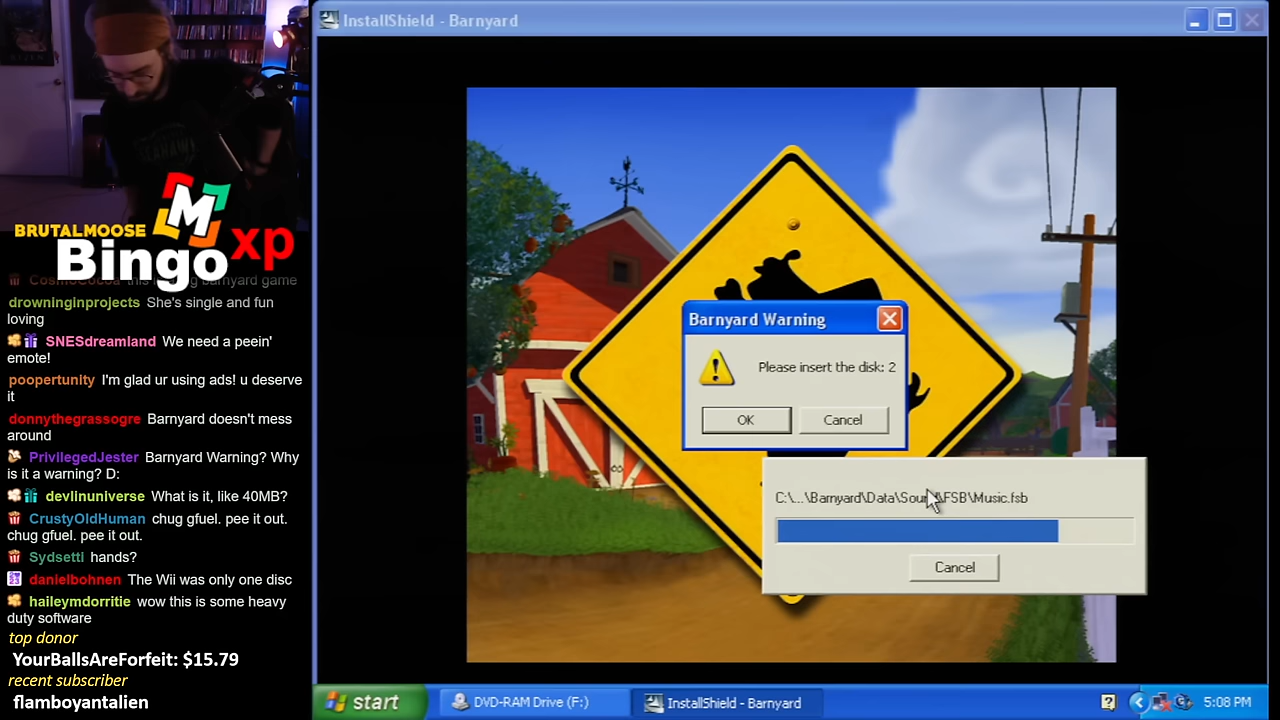 InstallShield - Barnyard
BRUTALMOOSE
M
Bingo xp
drowninginprojects She's single and fun
loving
SNESdreamland We need a peein'
emote!
poopertunity I'm glad ur using ads! u deserve
it
donnythegrassogre Barnyard doesn't mess
around
PrivilegedJester Barnyard Warning? Why
is it a warning? D:
devlinuniverse What is it, like 40MB?
CrustyOldHuman chug gfuel. pee it out.
chug gfuel. pee it out.
Sydsettl hands?
danielbohnen The Wii was only one disc
haileymdorritie wow this is some heavy
duty software
top donor
YourBallsAreForfeit: $15.79
recent subscriber
flamboyantalien
Barnyard Warning
Please insert the disk: 2
OK
Cancel
C:\...\Barnyard\Data\Sound\FSB\Music.fsb
Cancel
start
DVD-RAM Drive (F:)
InstallShield - Barnyard
5:08 PM